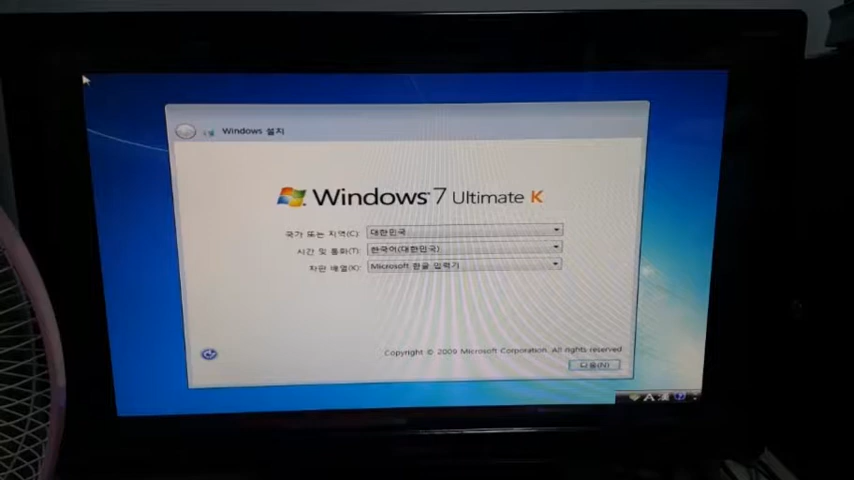 Windows 설치
Windows 7 Ultimate K
국가 또는 지역(C): 대한민국
시간 및 통화(T): 한국어(대한민국)
자판 배열(K): Microsoft 한글 입력기
Copyright © 2009 Microsoft Corporation. All rights reserved
다음(N)